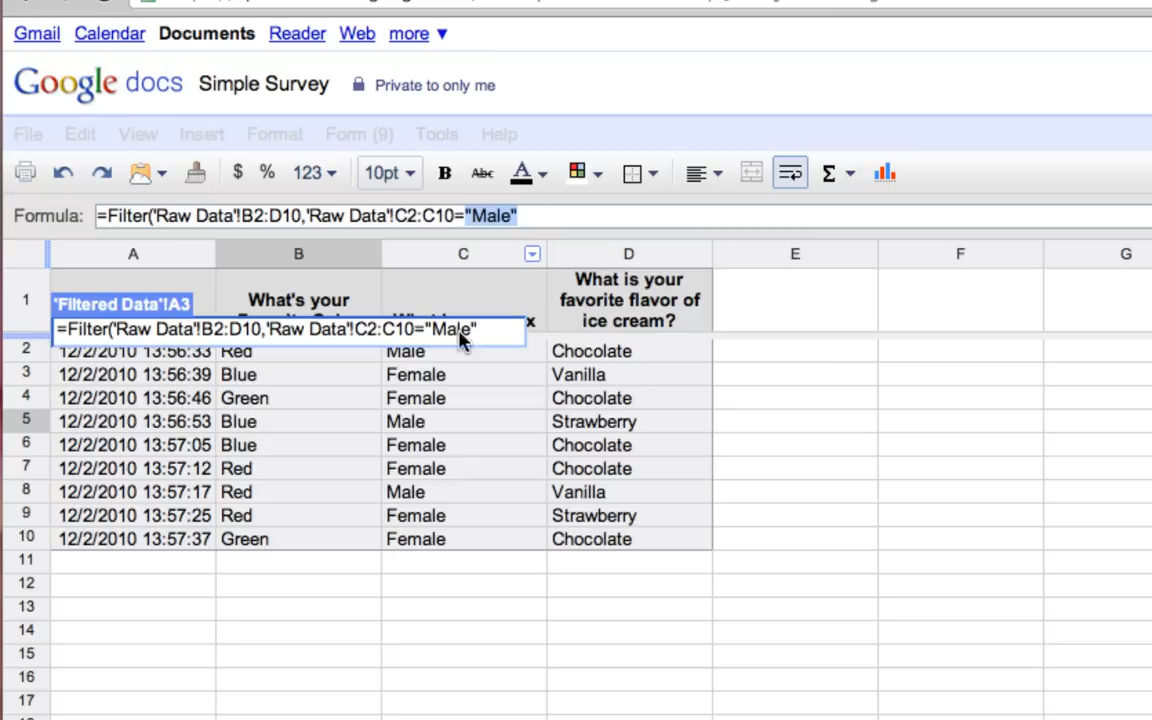 Gmail Calendar Documents Reader Web more ▼
Google docs Simple Survey Private to only me
File Edit View Insert Format Form (9) Tools Help
$ % 123 10pt B Abc A Σ
Formula: =Filter('Raw Data'!B2:D10,'Raw Data'!C2:C10="Male"
A B C D E F G
1 'Filtered Data'!A3 What's your x What is your
favorite flavor of
ice cream?
=Filter('Raw Data'!B2:D10,'Raw Data'!C2:C10="Male"
2 12/2/2010 13:56:33 Red Male Chocolate
3 12/2/2010 13:56:39 Blue Female Vanilla
4 12/2/2010 13:56:46 Green Female Chocolate
5 12/2/2010 13:56:53 Blue Male Strawberry
6 12/2/2010 13:57:05 Blue Female Chocolate
7 12/2/2010 13:57:12 Red Female Chocolate
8 12/2/2010 13:57:17 Red Male Vanilla
9 12/2/2010 13:57:25 Red Female Strawberry
10 12/2/2010 13:57:37 Green Female Chocolate
11
12
13
14
15
16
17